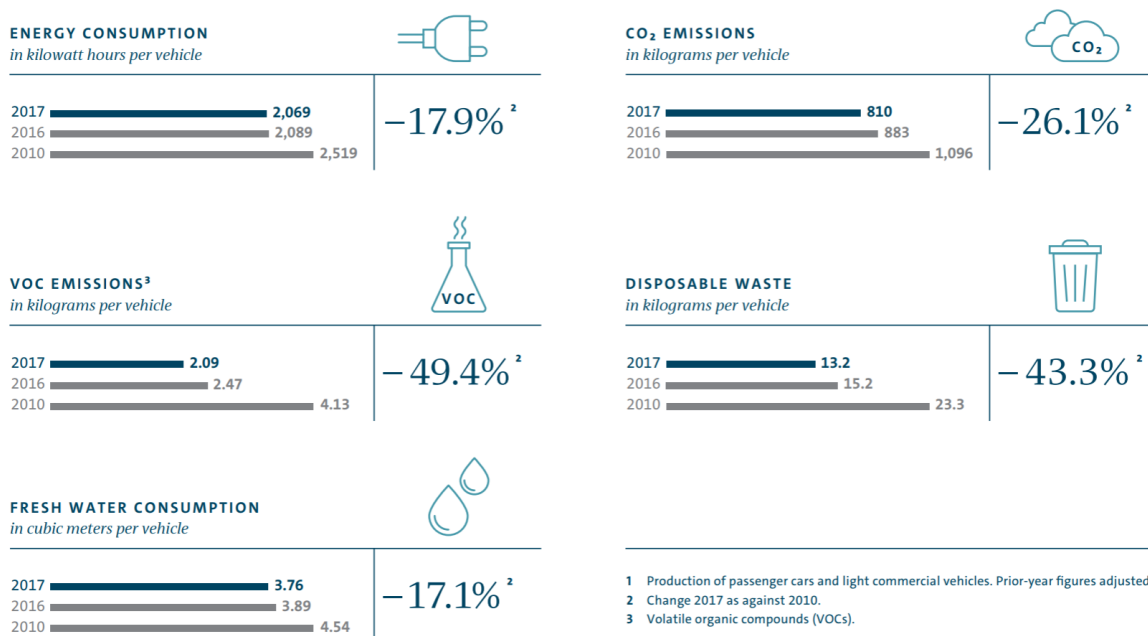 ENERGY CONSUMPTION
in kilowatt hours per vehicle
2017 2,069
2016 2,089
2010 2,519
–17.9% ²
CO₂ EMISSIONS
in kilograms per vehicle
CO₂
2017 810
2016 883
2010 1,096
–26.1% ²
VOC EMISSIONS³
in kilograms per vehicle
VOC
2017 2.09
2016 2.47
2010 4.13
–49.4% ²
DISPOSABLE WASTE
in kilograms per vehicle
2017 13.2
2016 15.2
2010 23.3
–43.3% ²
FRESH WATER CONSUMPTION
in cubic meters per vehicle
2017 3.76
2016 3.89
2010 4.54
–17.1% ²
1 Production of passenger cars and light commercial vehicles. Prior-year figures adjusted
2 Change 2017 as against 2010.
3 Volatile organic compounds (VOCs).